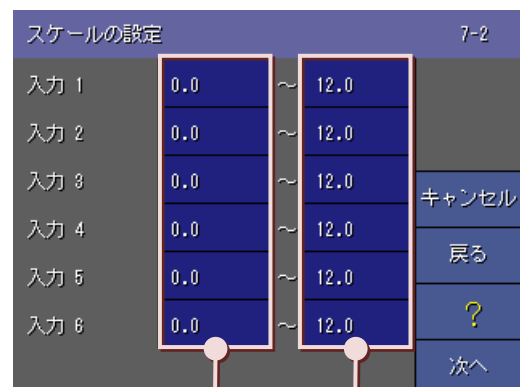 スケールの設定 7-2
入力 1 0.0 ～ 12.0
入力 2 0.0 ～ 12.0
入力 3 0.0 ～ 12.0
入力 4 0.0 ～ 12.0
入力 5 0.0 ～ 12.0
入力 6 0.0 ～ 12.0
キャンセル
戻る
?
次へ